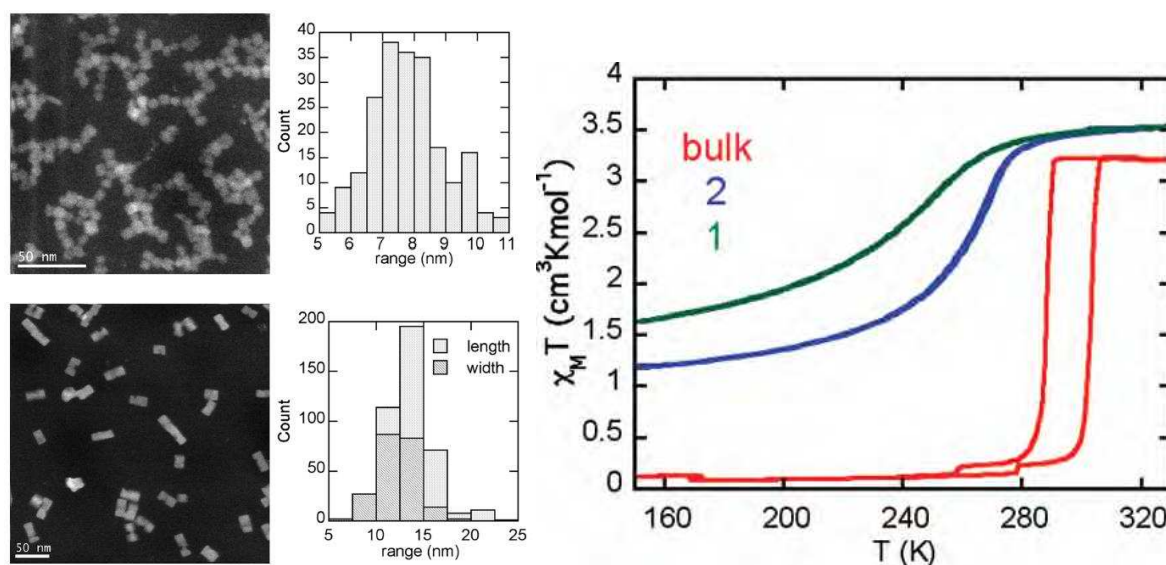 50 nm
Count
40
35
30
25
20
15
10
5
0
5 6 7 8 9 10 11
range (nm)
50 nm
Count
200
150
100
50
0
length
width
5 10 15 20 25
range (nm)
χMT (cm³Kmol⁻¹)
4
3.5
3
2.5
2
1.5
1
0.5
0
bulk
2
1
160 200 240 280 320
T (K)